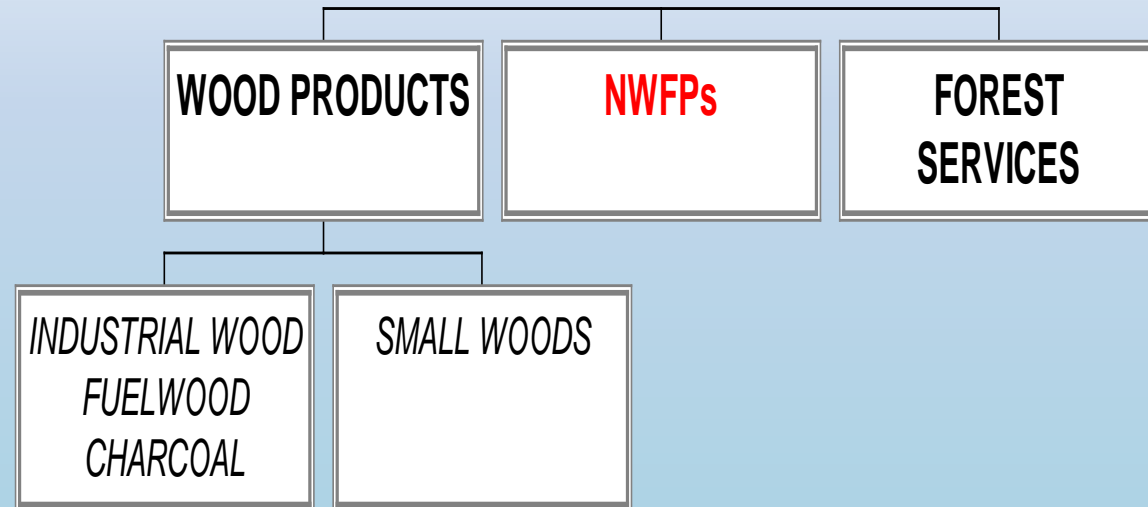 WOOD PRODUCTS
NWFPs
FOREST
SERVICES
INDUSTRIAL WOOD
FUELWOOD
CHARCOAL
SMALL WOODS